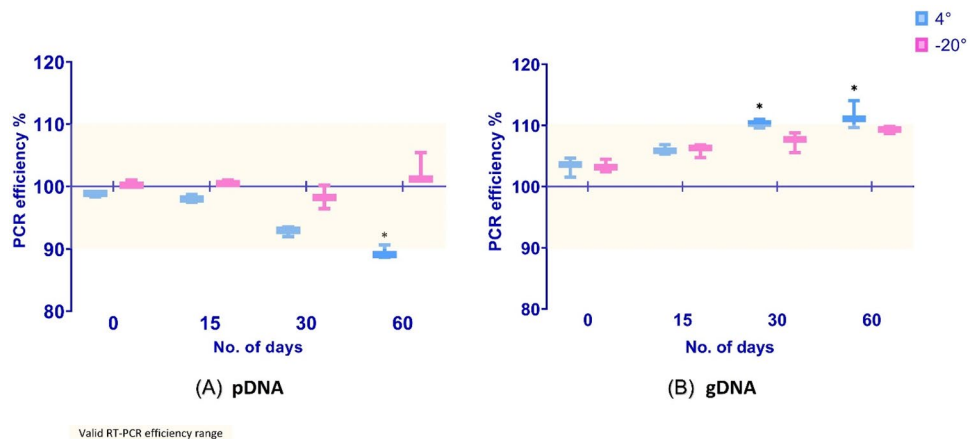 4°
-20°
120
110
100
90
80
PCR efficiency %
*
0 15 30 60
No. of days
(A) pDNA
120
110
100
90
80
PCR efficiency %
* *
0 15 30 60
No. of days
(B) gDNA
Valid RT-PCR efficiency range